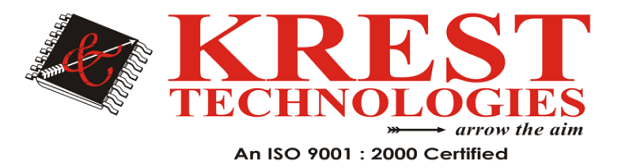 &
KREST
TECHNOLOGIES
arrow the aim
An ISO 9001 : 2000 Certified